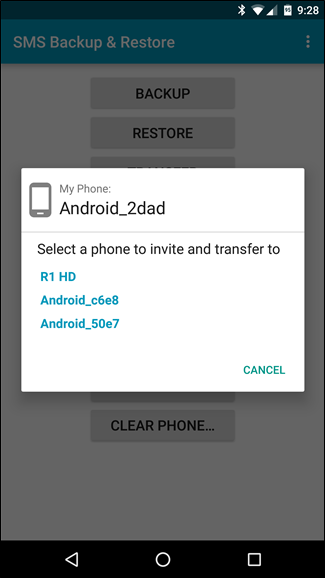 9:28
SMS Backup & Restore
BACKUP
RESTORE
My Phone:
Android_2dad
Select a phone to invite and transfer to
R1 HD
Android_c6e8
Android_50e7
CANCEL
CLEAR PHONE...